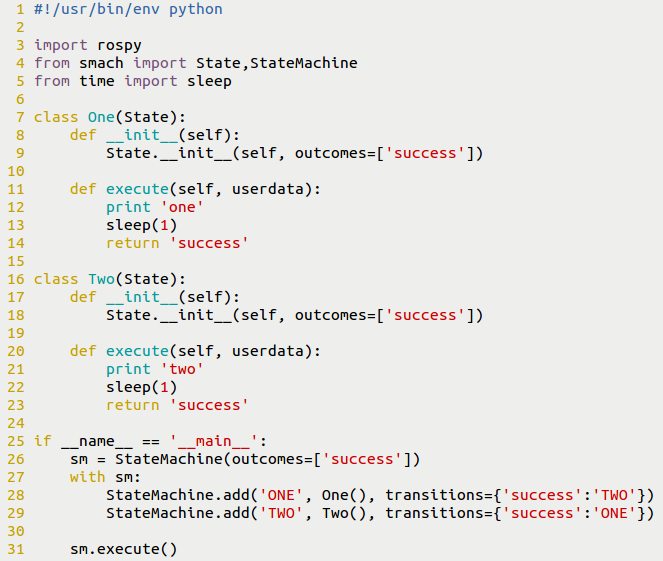 1 #!/usr/bin/env python
2
3 import rospy
4 from smach import State,StateMachine
5 from time import sleep
6
7 class One(State):
8     def __init__(self):
9         State.__init__(self, outcomes=['success'])
10
11     def execute(self, userdata):
12         print 'one'
13         sleep(1)
14         return 'success'
15
16 class Two(State):
17     def __init__(self):
18         State.__init__(self, outcomes=['success'])
19
20     def execute(self, userdata):
21         print 'two'
22         sleep(1)
23         return 'success'
24
25 if __name__ == '__main__':
26     sm = StateMachine(outcomes=['success'])
27     with sm:
28         StateMachine.add('ONE', One(), transitions={'success':'TWO'})
29         StateMachine.add('TWO', Two(), transitions={'success':'ONE'})
30
31     sm.execute()